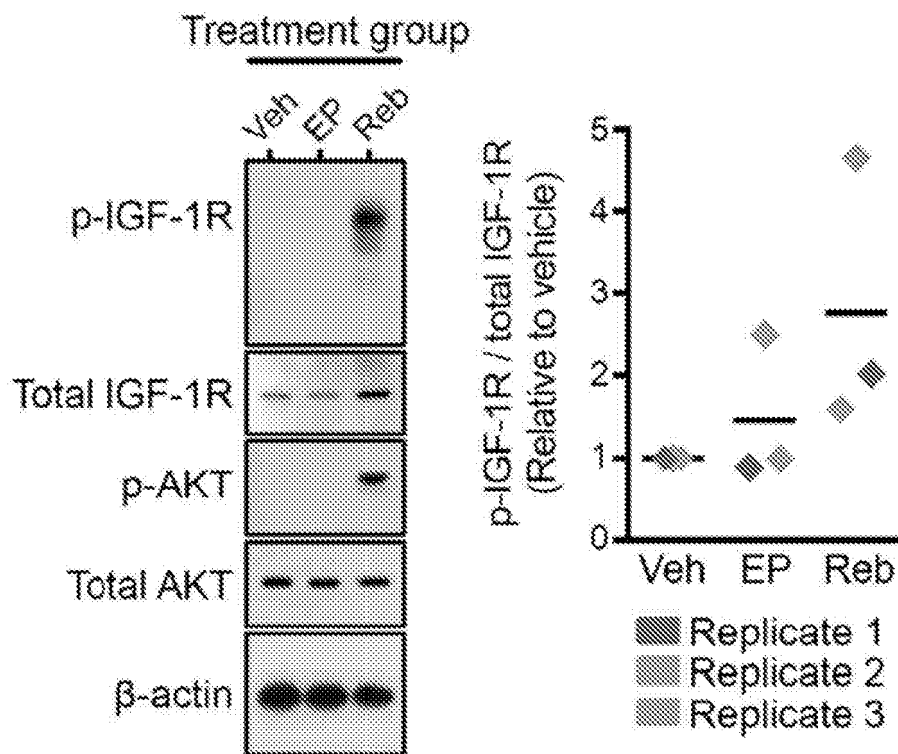 Treatment group
Veh EP Reb
p-IGF-1R
Total IGF-1R
p-AKT
Total AKT
β-actin
p-IGF-1R / total IGF-1R
(Relative to vehicle)
5
4
3
2
1
0
Veh EP Reb
Replicate 1
Replicate 2
Replicate 3